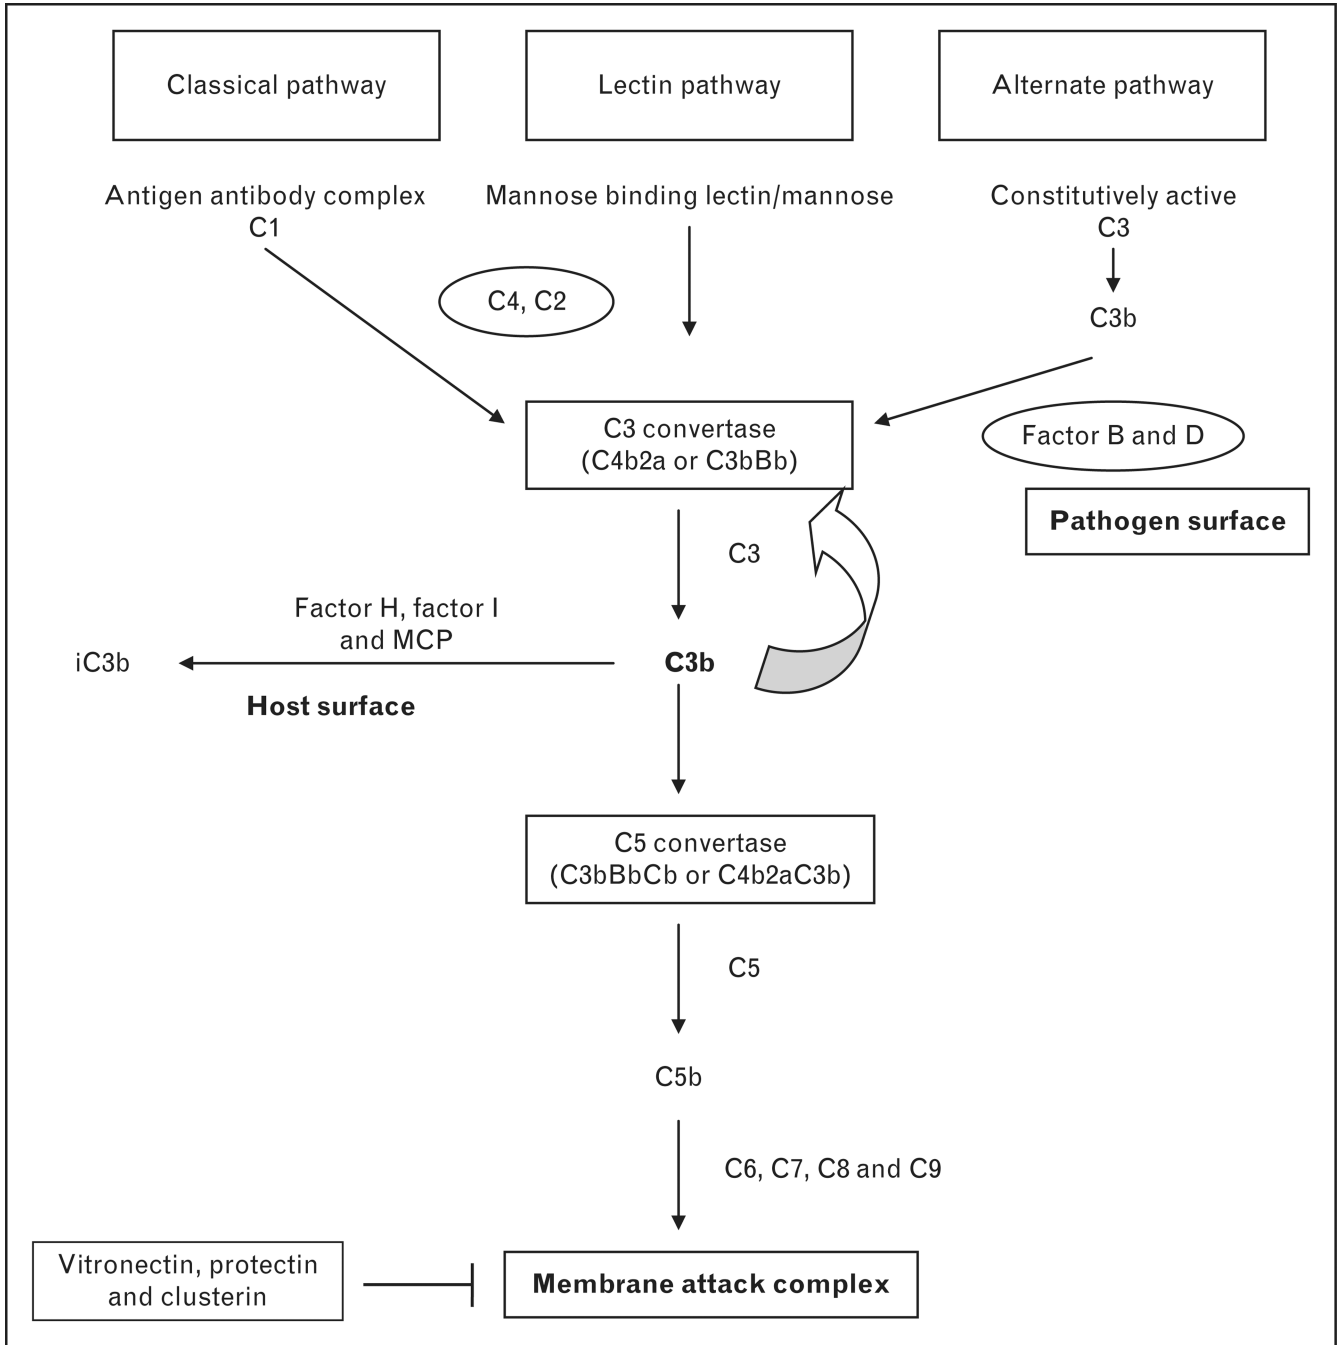 Classical pathway
Lectin pathway
Alternate pathway
Antigen antibody complex
C1
Mannose binding lectin/mannose
Constitutively active
C3
C4, C2
C3b
C3 convertase
(C4b2a or C3bBb)
Factor B and D
Pathogen surface
C3
Factor H, factor I
and MCP
iC3b
C3b
Host surface
C5 convertase
(C3bBbCb or C4b2aC3b)
C5
C5b
C6, C7, C8 and C9
Vitronectin, protectin
and clusterin
Membrane attack complex